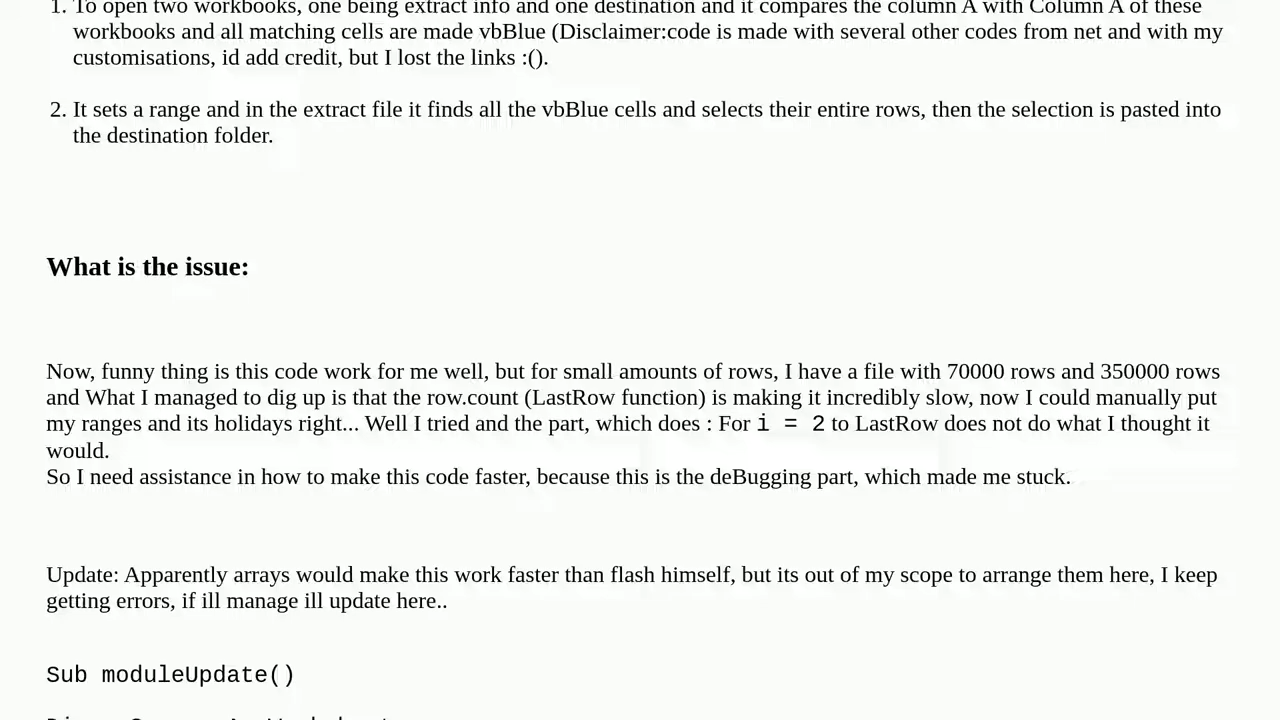 1. To open two workbooks, one being extract info and one destination and it compares the column A with Column A of these
workbooks and all matching cells are made vbBlue (Disclaimer:code is made with several other codes from net and with my
customisations, id add credit, but I lost the links :().
2. It sets a range and in the extract file it finds all the vbBlue cells and selects their entire rows, then the selection is pasted into
the destination folder.
What is the issue:
Now, funny thing is this code work for me well, but for small amounts of rows, I have a file with 70000 rows and 350000 rows
and What I managed to dig up is that the row.count (LastRow function) is making it incredibly slow, now I could manually put
my ranges and its holidays right... Well I tried and the part, which does : For i = 2 to LastRow does not do what I thought it
would.
So I need assistance in how to make this code faster, because this is the deBugging part, which made me stuck.
Update: Apparently arrays would make this work faster than flash himself, but its out of my scope to arrange them here, I keep
getting errors, if ill manage ill update here..
Sub moduleUpdate()